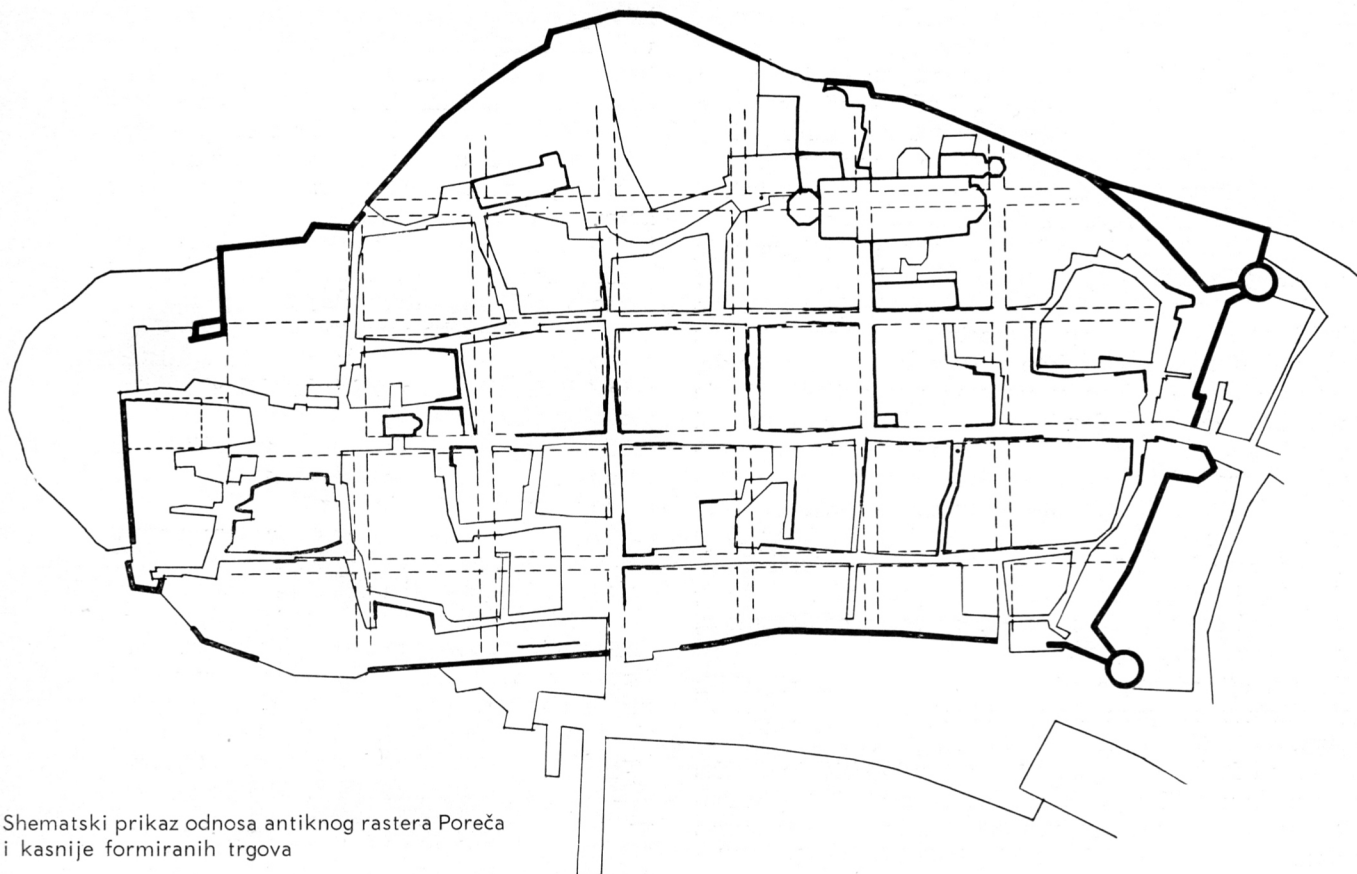 Shematski prikaz odnosa antiknog rastera Poreča
i kasnije formiranih trgova